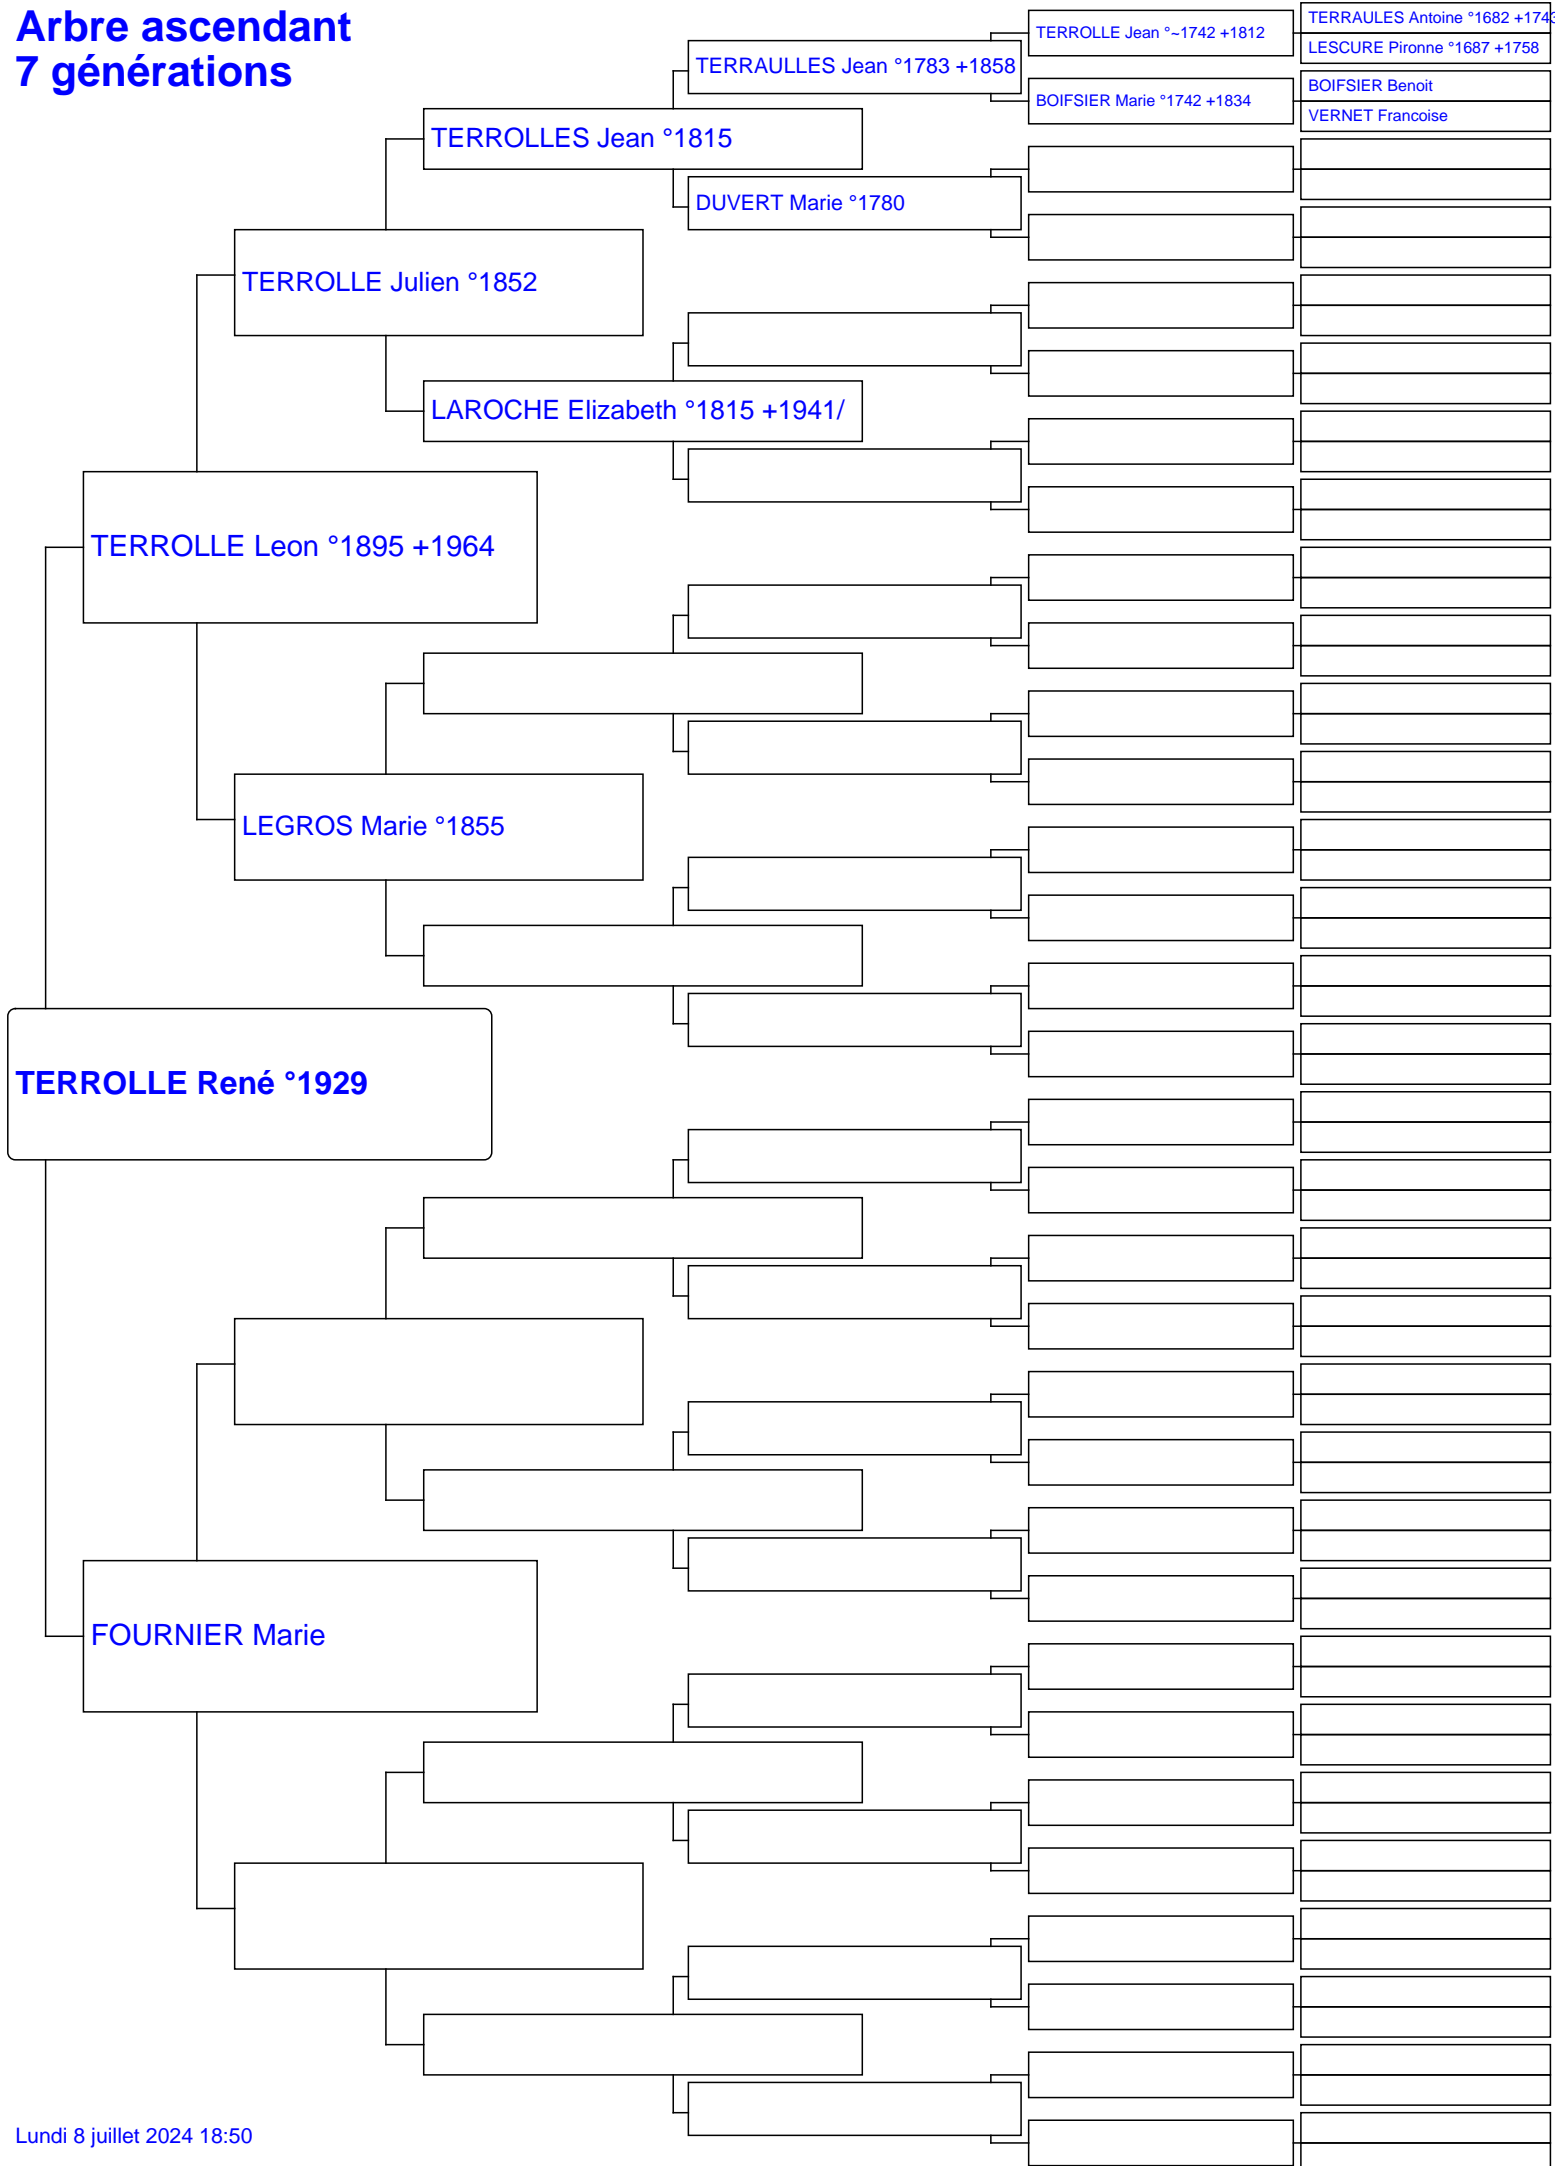 Arbre ascendant
7 générations
TERRAULES Antoine °1682 +1743
TERROLLE Jean °~1742 +1812
LESCURE Pironne °1687 +1758
TERRAULLES Jean °1783 +1858
BOIFSIER Benoit
BOIFSIER Marie °1742 +1834
VERNET Francoise
TERROLLES Jean °1815
DUVERT Marie °1780
TERROLLE Julien °1852
LAROCHE Elizabeth °1815 +1941/
TERROLLE Leon °1895 +1964
LEGROS Marie °1855
TERROLLE René °1929
FOURNIER Marie
Lundi 8 juillet 2024 18:50